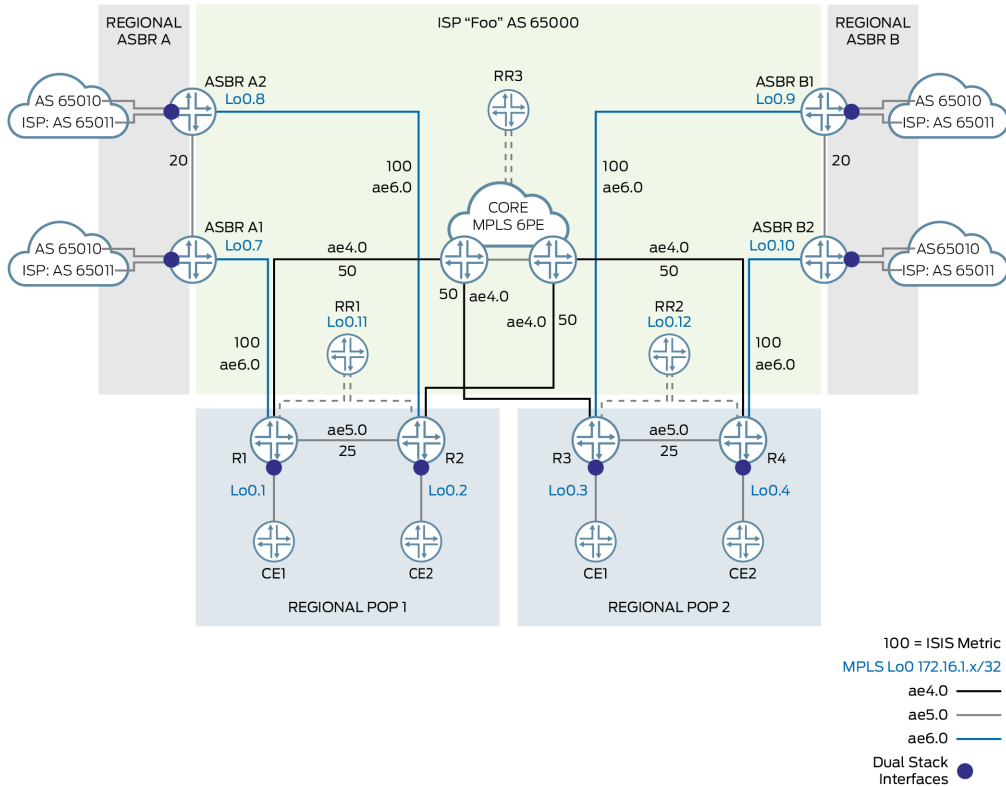 REGIONAL
ASBR A
ISP “Foo” AS 65000
REGIONAL
ASBR B
ASBR A2
Lo0.8
RR3
ASBR B1
Lo0.9
AS 65010
ISP: AS 65011
AS 65010
ISP: AS 65011
20
100
ae6.0
100
ae6.0
20
CORE
MPLS 6PE
ASBR A1
Lo0.7
ASBR B2
Lo0.10
AS 65010
ISP: AS 65011
ae4.0
50
ae4.0
50
AS65010
ISP: AS 65011
50
ae4.0
ae4.0
50
RR1
Lo0.11
RR2
Lo0.12
100
ae6.0
100
ae6.0
ae5.0
25
ae5.0
25
R1
R2
R3
R4
Lo0.1
Lo0.2
Lo0.3
Lo0.4
CE1
CE2
CE1
CE2
REGIONAL POP 1
REGIONAL POP 2
100 = ISIS Metric
MPLS Lo0 172.16.1.x/32
ae4.0
ae5.0
ae6.0
Dual Stack
Interfaces